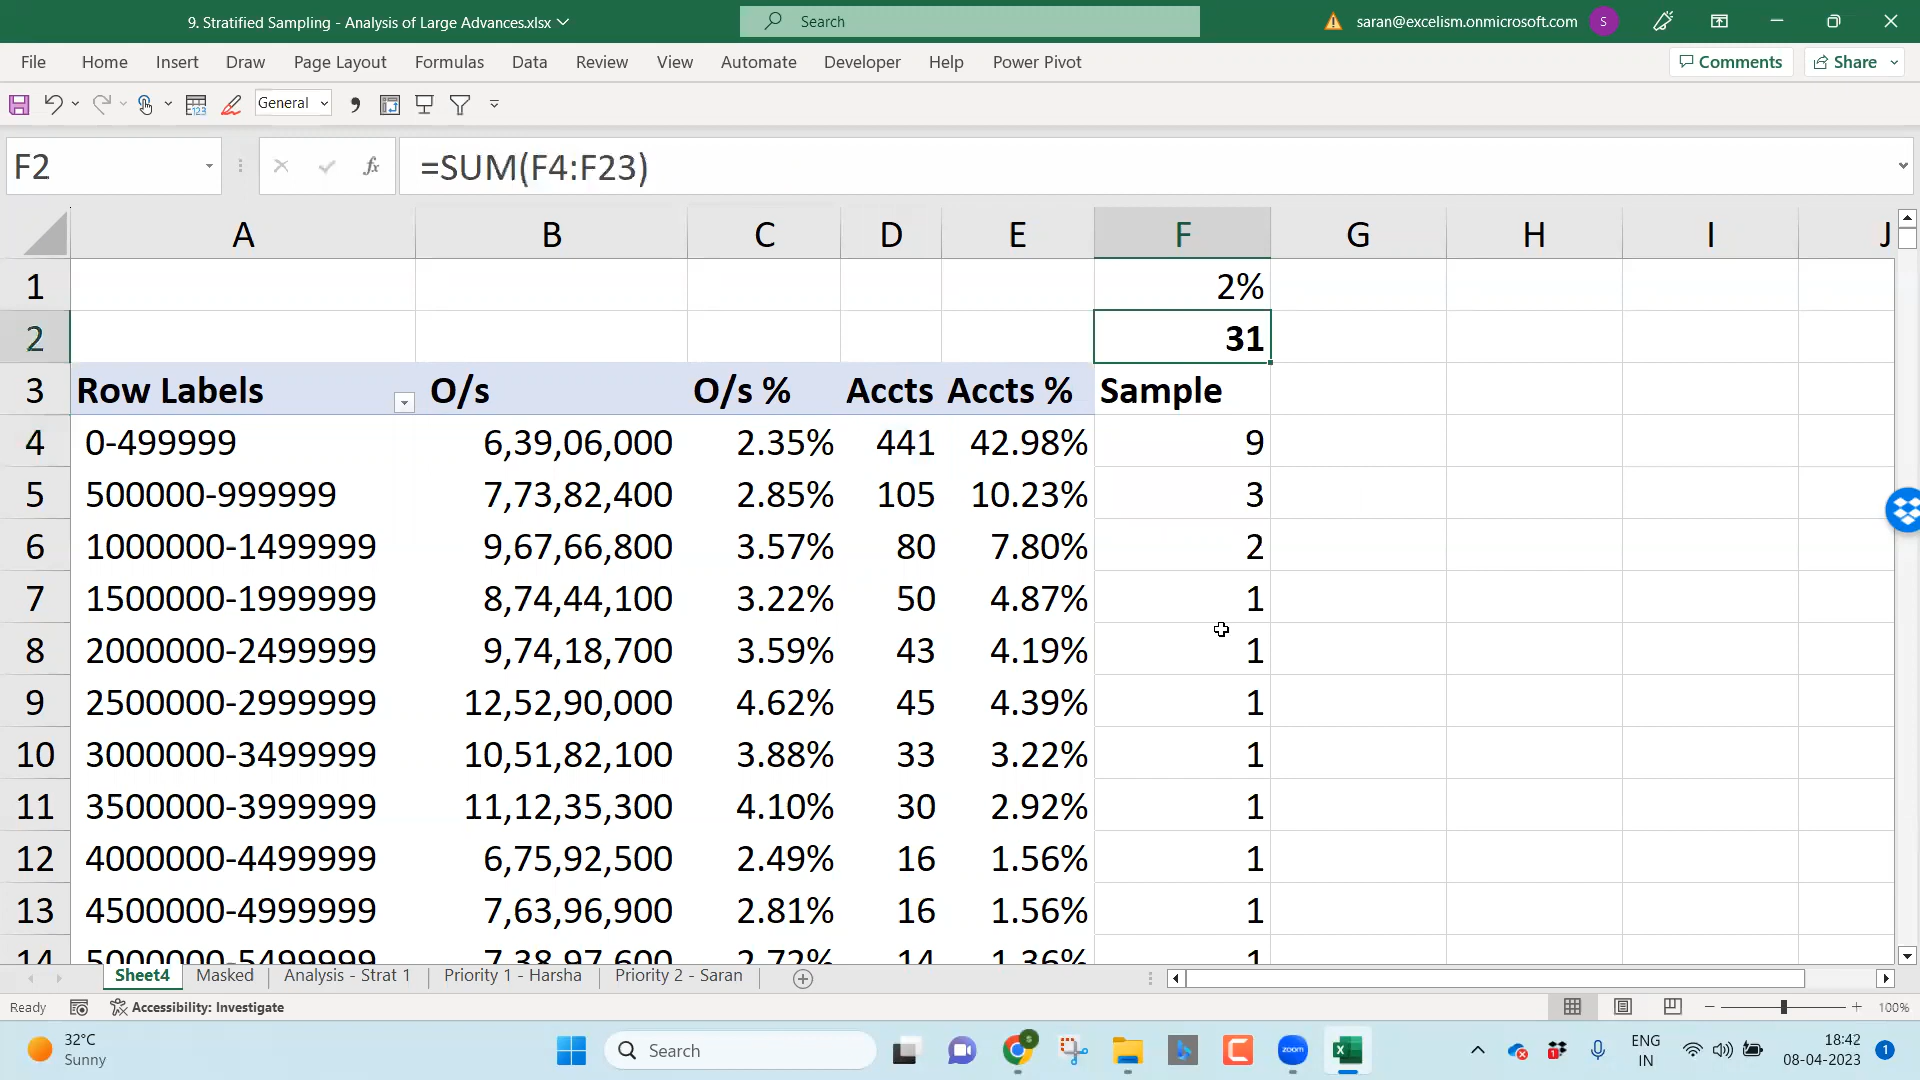 9. Stratified Sampling - Analysis of Large Advances.xlsx
Search
saran@excelism.onmicrosoft.com
S
File Home Insert Draw Page Layout Formulas Data Review View Automate Developer Help Power Pivot
Comments
Share
General
F2
fx
=SUM(F4:F23)
A B C D E F G H I J
1 2%
2 31
3 Row Labels O/s O/s % Accts Accts % Sample
4 0-499999 6,39,06,000 2.35% 441 42.98% 9
5 500000-999999 7,73,82,400 2.85% 105 10.23% 3
6 1000000-1499999 9,67,66,800 3.57% 80 7.80% 2
7 1500000-1999999 8,74,44,100 3.22% 50 4.87% 1
8 2000000-2499999 9,74,18,700 3.59% 43 4.19% 1
9 2500000-2999999 12,52,90,000 4.62% 45 4.39% 1
10 3000000-3499999 10,51,82,100 3.88% 33 3.22% 1
11 3500000-3999999 11,12,35,300 4.10% 30 2.92% 1
12 4000000-4499999 6,75,92,500 2.49% 16 1.56% 1
13 4500000-4999999 7,63,96,900 2.81% 16 1.56% 1
14 5000000-5499999 7,38,97,600 2.72% 14 1.36% 1
Sheet4 Masked Analysis - Strat 1 Priority 1 - Harsha Priority 2 - Saran
Ready
Accessibility: Investigate
100%
32°C
Sunny
Search
zoom
ENG
IN
18:42
08-04-2023
1